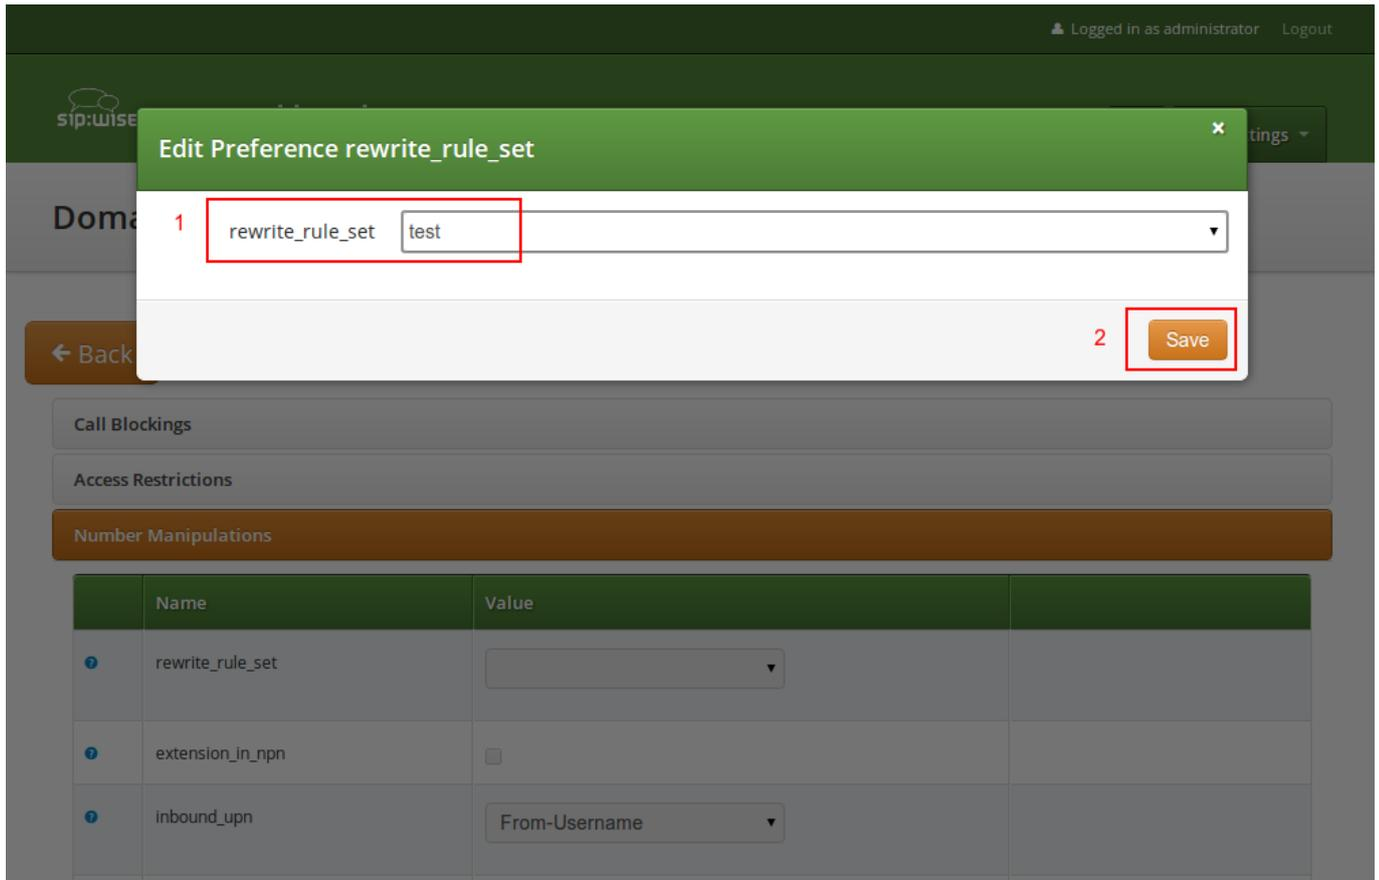 Logged in as administrator Logout
sip:wise
Edit Preference rewrite_rule_set ×
tings
1 rewrite_rule_set test
2 Save
Back
Call Blockings
Access Restrictions
Number Manipulations
Name Value
rewrite_rule_set
extension_in_npn
inbound_upn From-Username